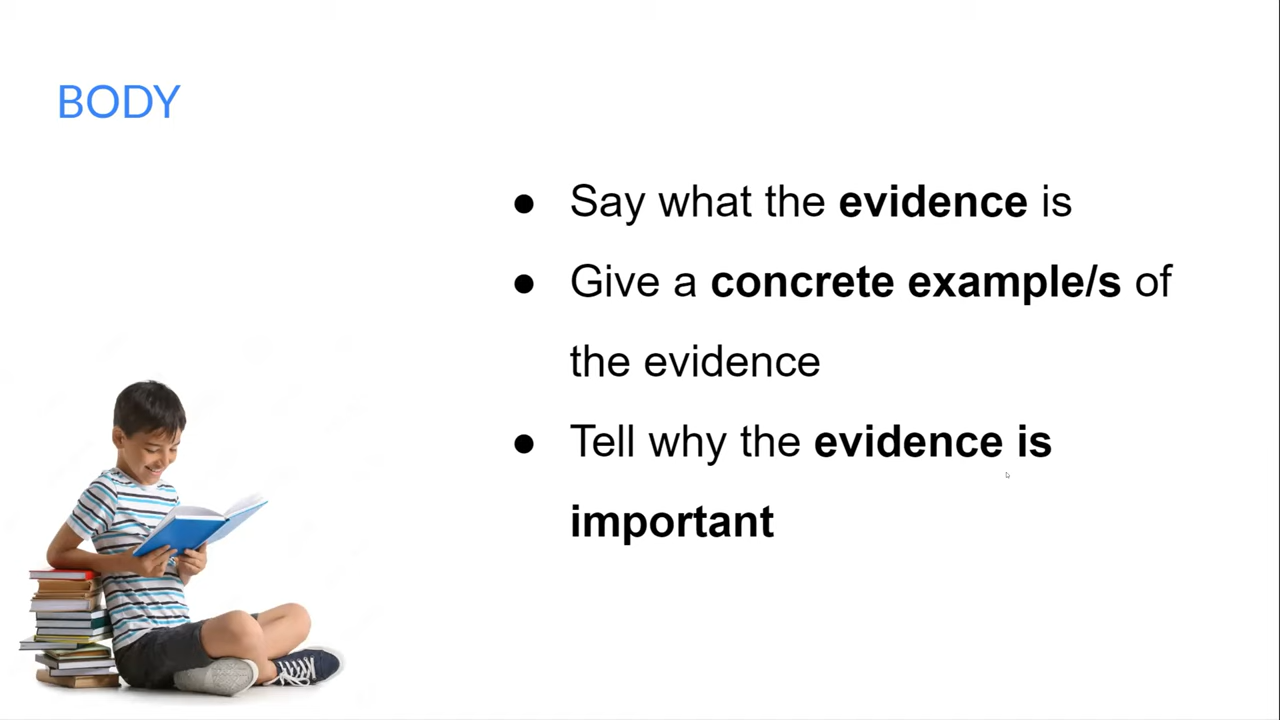 BODY
● Say what the evidence is
● Give a concrete example/s of
the evidence
● Tell why the evidence is
important